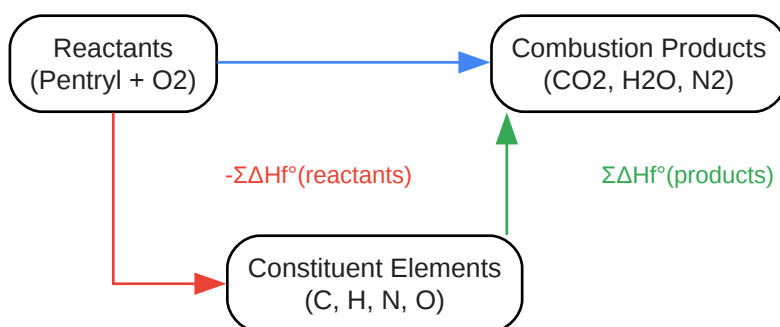 Reactants
(Pentryl + O2)
Combustion Products
(CO2, H2O, N2)
-ΣΔHf°(reactants)
ΣΔHf°(products)
Constituent Elements
(C, H, N, O)